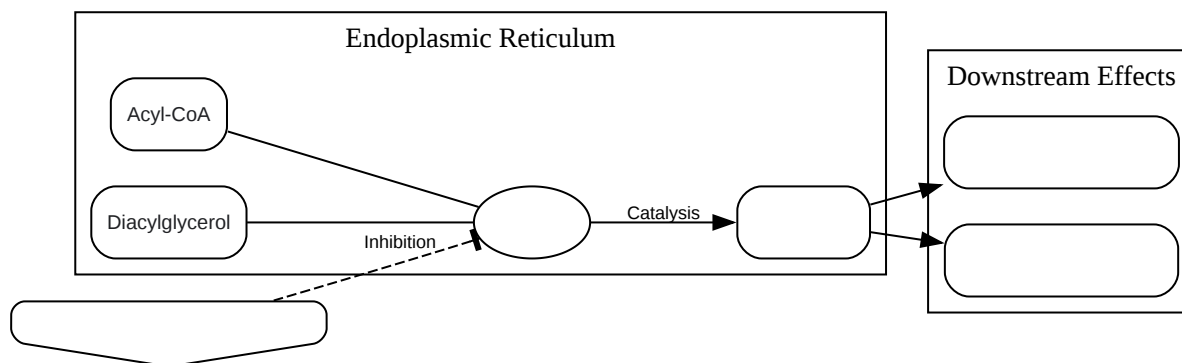 Endoplasmic Reticulum
Downstream Effects
Acyl-CoA
Diacylglycerol
Catalysis
Inhibition